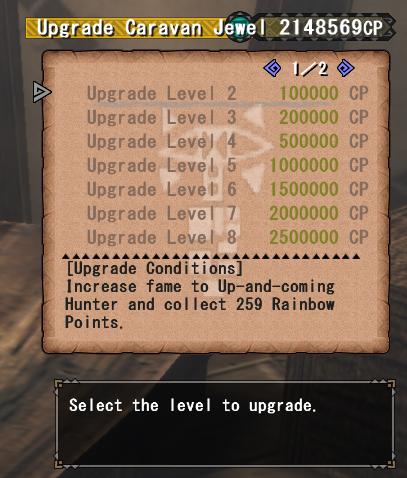 Upgrade Caravan Jewel 2148569CP
1/2
Upgrade Level 2 100000 CP
Upgrade Level 3 200000 CP
Upgrade Level 4 500000 CP
Upgrade Level 5 1000000 CP
Upgrade Level 6 1500000 CP
Upgrade Level 7 2000000 CP
Upgrade Level 8 2500000 CP
[Upgrade Conditions]
Increase fame to Up-and-coming
Hunter and collect 259 Rainbow
Points.
Select the level to upgrade.